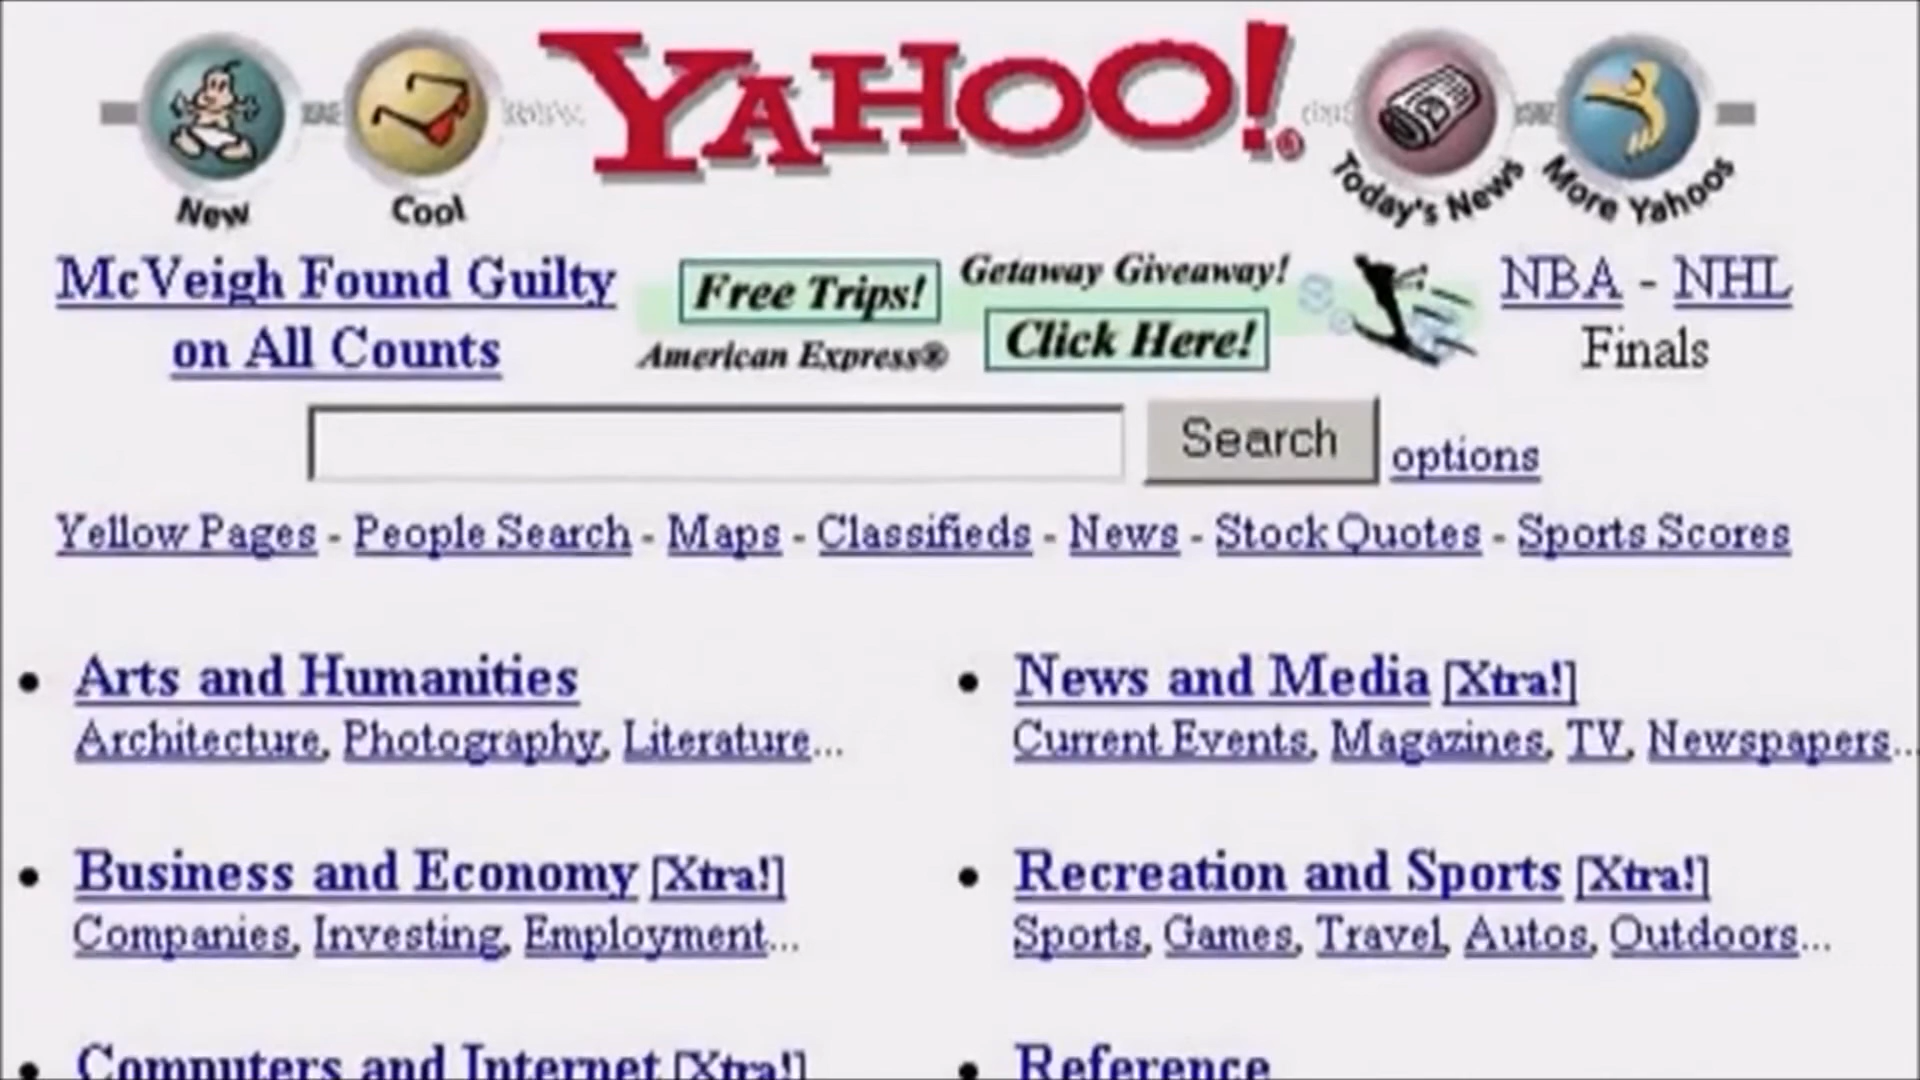 YAHOO!®
New
Cool
Today's News
More Yahoos
McVeigh Found Guilty
on All Counts
Free Trips!
American Express®
Getaway Giveaway!
Click Here!
NBA - NHL
Finals
Search options
Yellow Pages - People Search - Maps - Classifieds - News - Stock Quotes - Sports Scores
• Arts and Humanities
Architecture, Photography, Literature...
• News and Media [Xtra!]
Current Events, Magazines, TV, Newspapers...
• Business and Economy [Xtra!]
Companies, Investing, Employment...
• Recreation and Sports [Xtra!]
Sports, Games, Travel, Autos, Outdoors...
• Computers and Internet [Xtra!]
• Reference